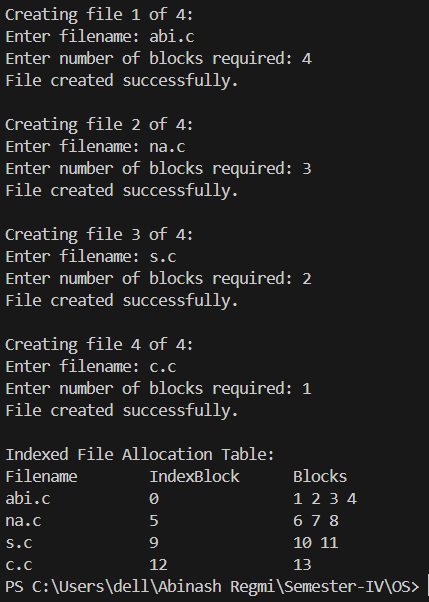 Creating file 1 of 4:
Enter filename: abi.c
Enter number of blocks required: 4
File created successfully.

Creating file 2 of 4:
Enter filename: na.c
Enter number of blocks required: 3
File created successfully.

Creating file 3 of 4:
Enter filename: s.c
Enter number of blocks required: 2
File created successfully.

Creating file 4 of 4:
Enter filename: c.c
Enter number of blocks required: 1
File created successfully.

Indexed File Allocation Table:
Filename        IndexBlock      Blocks
abi.c           0               1 2 3 4
na.c            5               6 7 8
s.c             9               10 11
c.c             12              13
PS C:\Users\dell\Abinash Regmi\Semester-IV\OS>